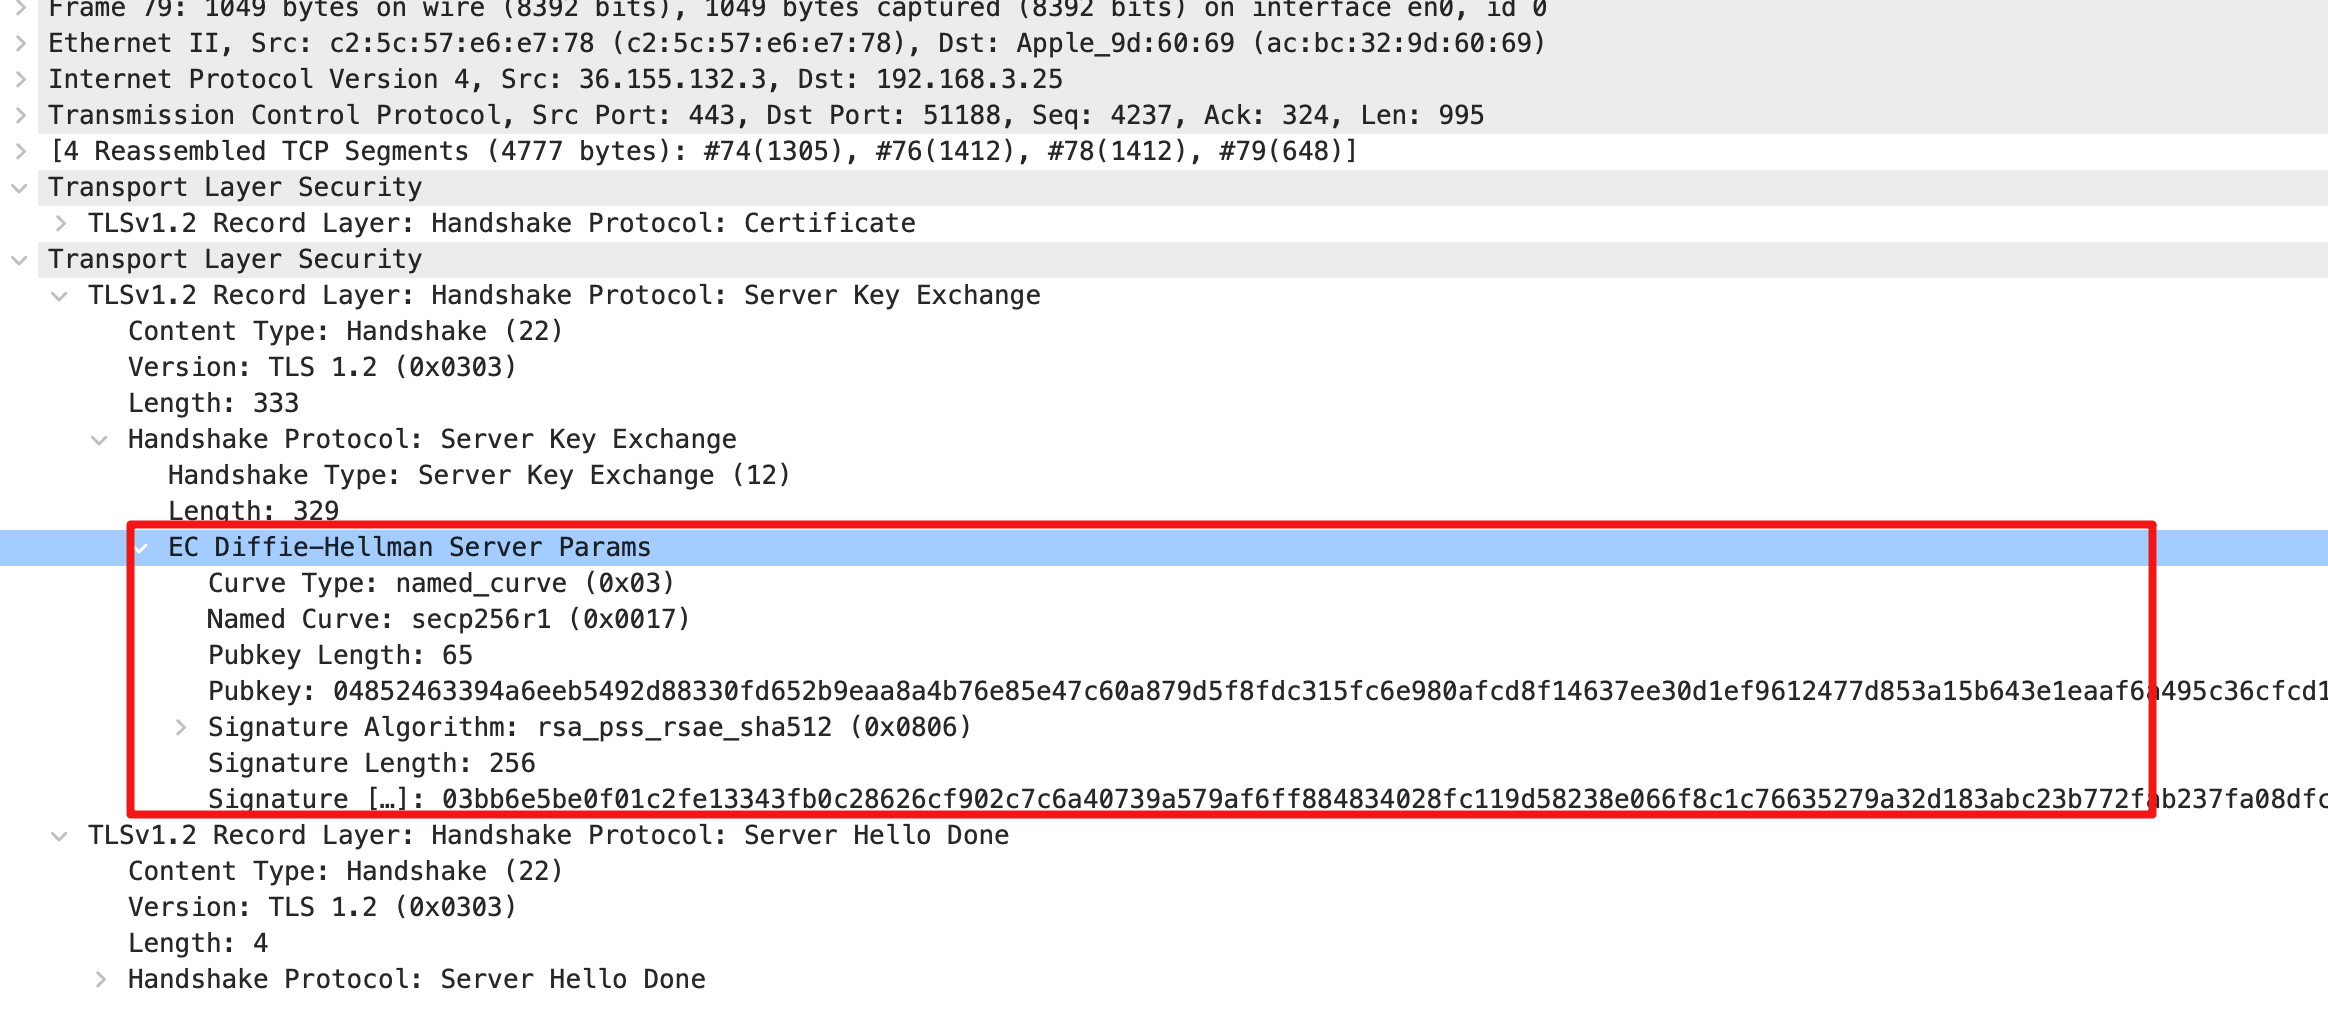 Frame 79: 1049 bytes on wire (8392 bits), 1049 bytes captured (8392 bits) on interface en0, id 0
Ethernet II, Src: c2:5c:57:e6:e7:78 (c2:5c:57:e6:e7:78), Dst: Apple_9d:60:69 (ac:bc:32:9d:60:69)
Internet Protocol Version 4, Src: 36.155.132.3, Dst: 192.168.3.25
Transmission Control Protocol, Src Port: 443, Dst Port: 51188, Seq: 4237, Ack: 324, Len: 995
[4 Reassembled TCP Segments (4777 bytes): #74(1305), #76(1412), #78(1412), #79(648)]
Transport Layer Security
TLSv1.2 Record Layer: Handshake Protocol: Certificate
Transport Layer Security
TLSv1.2 Record Layer: Handshake Protocol: Server Key Exchange
Content Type: Handshake (22)
Version: TLS 1.2 (0x0303)
Length: 333
Handshake Protocol: Server Key Exchange
Handshake Type: Server Key Exchange (12)
Length: 329
EC Diffie-Hellman Server Params
Curve Type: named_curve (0x03)
Named Curve: secp256r1 (0x0017)
Pubkey Length: 65
Pubkey: 04852463394a6eeb5492d88330fd652b9eaa8a4b76e85e47c60a879d5f8fdc315fc6e980afcd8f14637ee30d1ef9612477d853a15b643e1eaaf6a495c36cfcd1
Signature Algorithm: rsa_pss_rsae_sha512 (0x0806)
Signature Length: 256
Signature […]: 03bb6e5be0f01c2fe13343fb0c28626cf902c7c6a40739a579af6ff884834028fc119d58238e066f8c1c76635279a32d183abc23b772fab237fa08dfc
TLSv1.2 Record Layer: Handshake Protocol: Server Hello Done
Content Type: Handshake (22)
Version: TLS 1.2 (0x0303)
Length: 4
Handshake Protocol: Server Hello Done